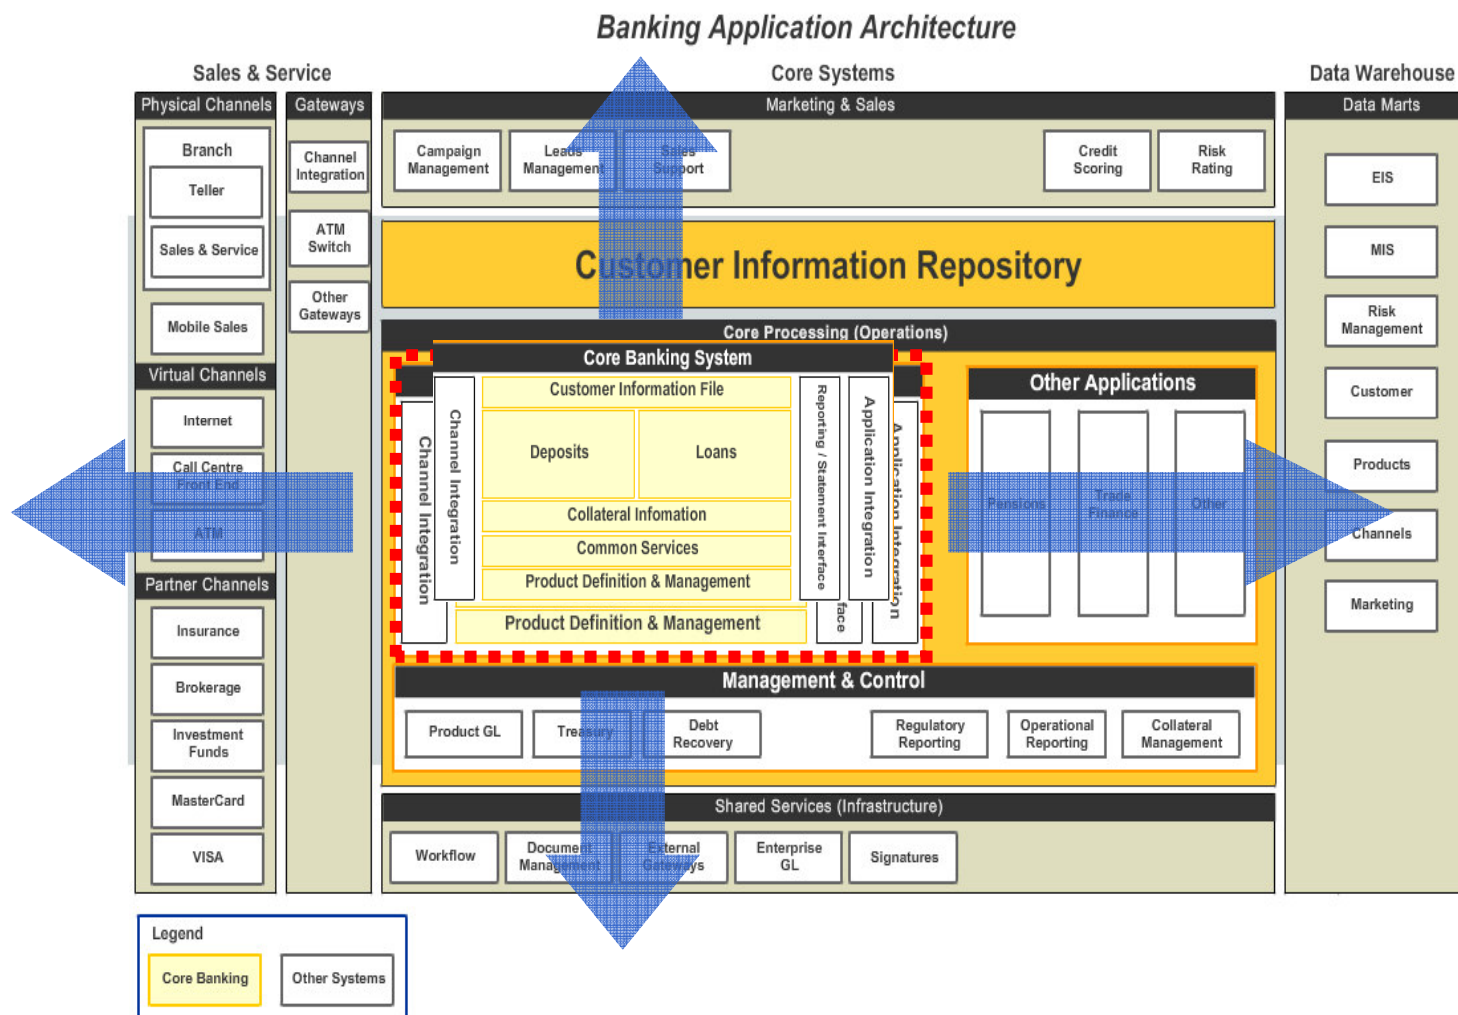 Banking Application Architecture
Sales & Service
Core Systems
Data Warehouse
Physical Channels
Gateways
Marketing & Sales
Data Marts
Branch
Teller
Sales & Service
Mobile Sales
Virtual Channels
Internet
Call Centre
Front End
ATM
Partner Channels
Insurance
Brokerage
Investment
Funds
MasterCard
VISA
Channel
Integration
ATM
Switch
Other
Gateways
Campaign
Management
Leads
Management
Sales
Support
Credit
Scoring
Risk
Rating
Customer Information Repository
Core Processing (Operations)
Core Banking System
Channel Integration
Channel Integration
Customer Information File
Deposits
Loans
Collateral Infomation
Common Services
Product Definition & Management
Product Definition & Management
Reporting / Statement Interface
face
Application Integration
Application Integration
Other Applications
Pensions
Trade
Finance
Other
Management & Control
Product GL
Treasury
Debt
Recovery
Regulatory
Reporting
Operational
Reporting
Collateral
Management
Shared Services (Infrastructure)
Workflow
Document
Management
External
Gateways
Enterprise
GL
Signatures
EIS
MIS
Risk
Management
Customer
Products
Channels
Marketing
Legend
Core Banking
Other Systems